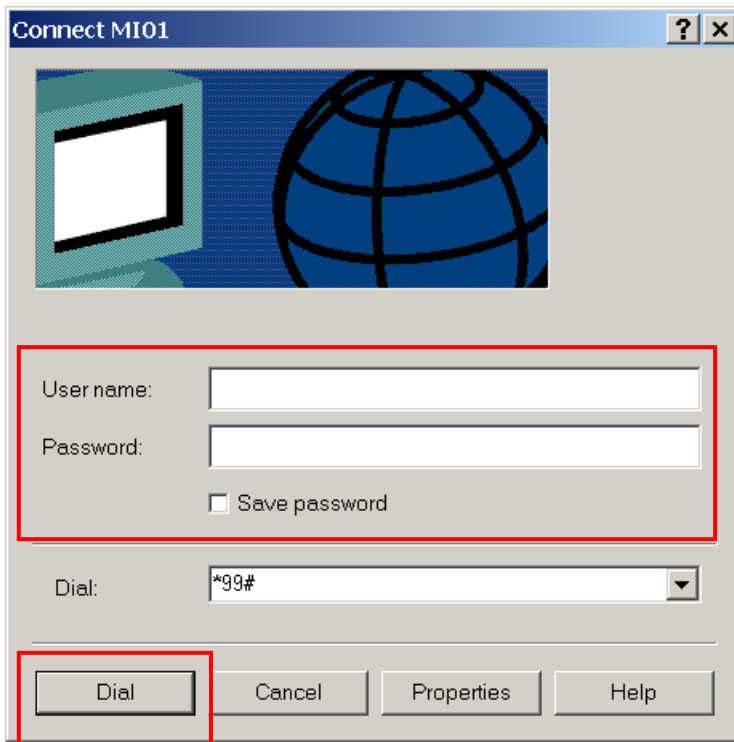 Connect MI01
?
User name:
Password:
Save password
Dial:
*99#
Dial Cancel Properties Help